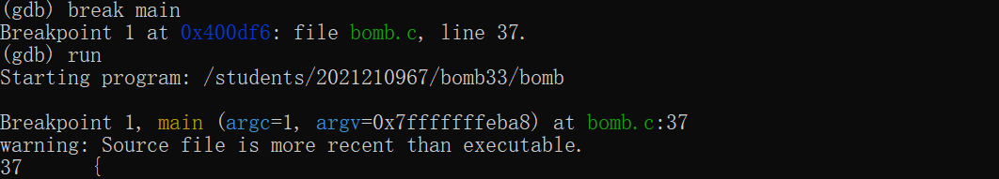 (gdb) break main
Breakpoint 1 at 0x400df6: file bomb.c, line 37.
(gdb) run
Starting program: /students/2021210967/bomb33/bomb
Breakpoint 1, main (argc=1, argv=0x7fffffffeba8) at bomb.c:37
warning: Source file is more recent than executable.
37      {